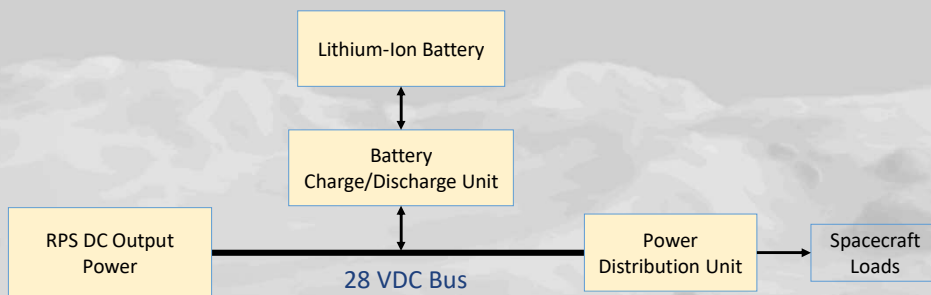 Lithium-Ion Battery
Battery
Charge/Discharge Unit
RPS DC Output
Power
28 VDC Bus
Power
Distribution Unit
Spacecraft
Loads